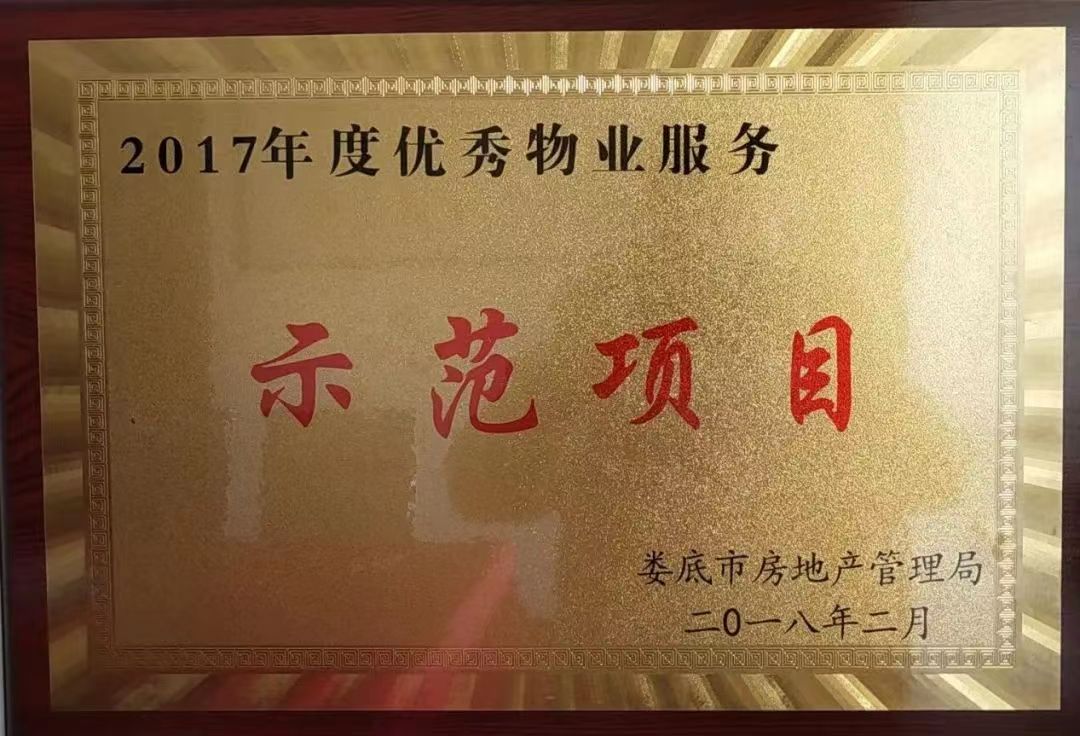 2017年度优秀物业服务
示范项目
娄底市房地产管理局
二0一八年二月